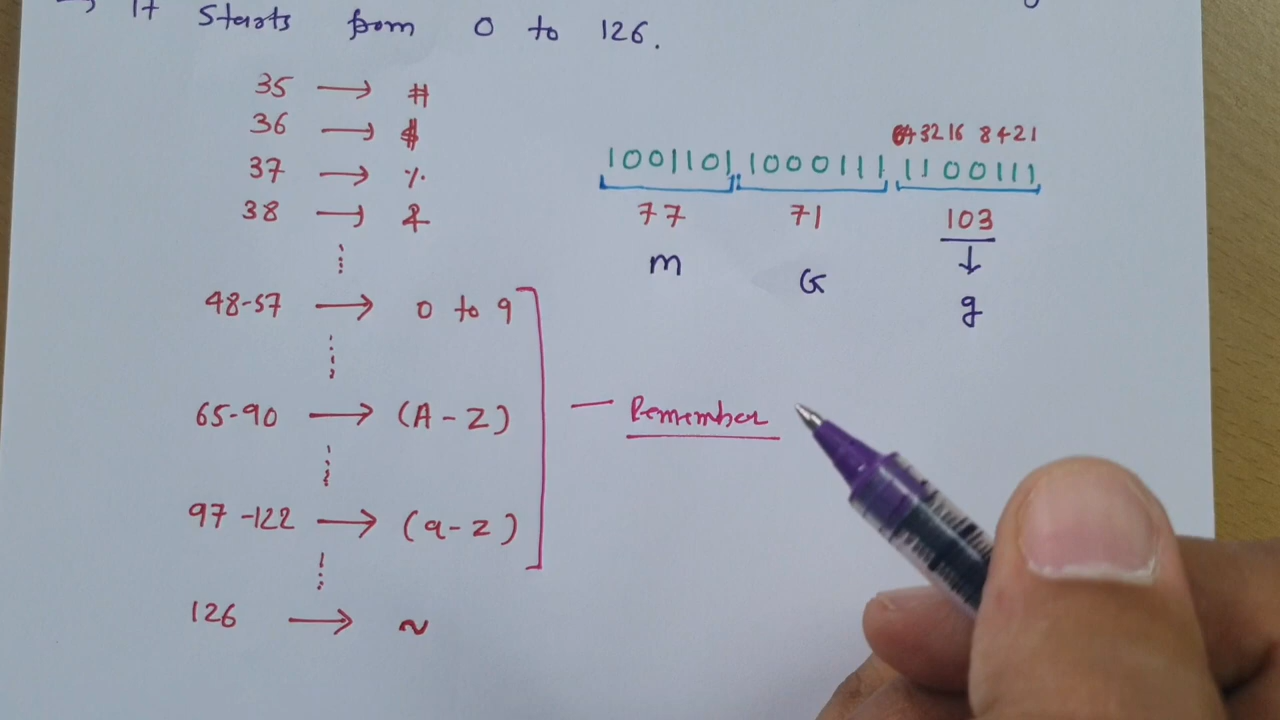 It starts from 0 to 126.
35 → #
36 → $
37 → %
38 → &
48-57 → 0 to 9
65-90 → (A-Z)
97-122 → (a-z)
126 → ~
Remember
64 32 16 8 4 2 1
1001101, 1000111 1100111
77 71 103
m G ↓
g